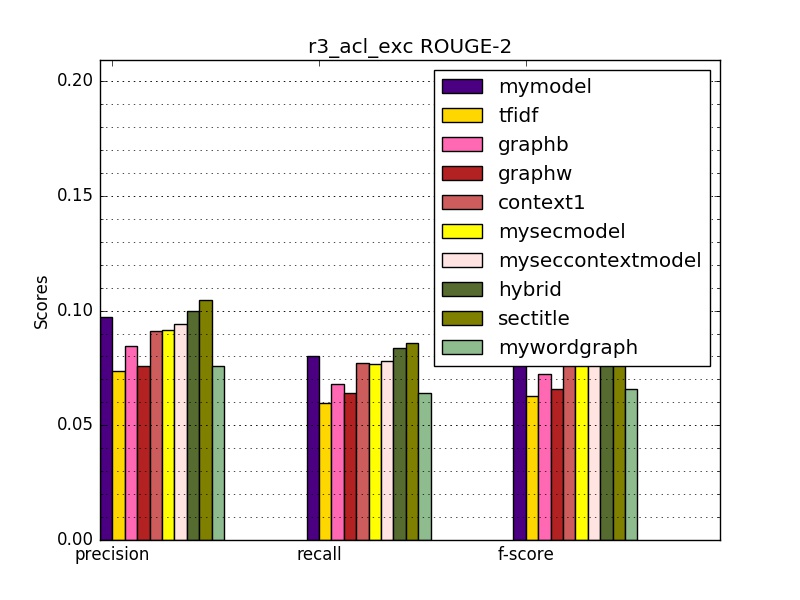 r3_acl_exc ROUGE-2
0.20
0.15
0.10
0.05
0.00
Scores
mymodel
tfidf
graphb
graphw
context1
mysecmodel
myseccontextmodel
hybrid
sectitle
mywordgraph
precision
recall
f-score